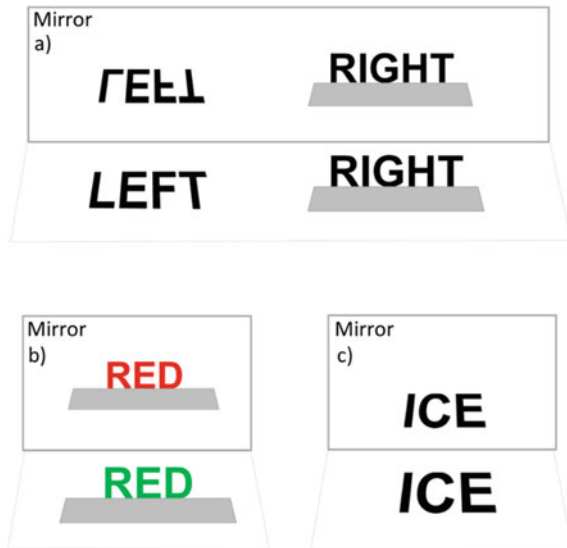 Mirror
a)
LEFT RIGHT
LEFT RIGHT
Mirror
b)
RED
RED
Mirror
c)
ICE
ICE